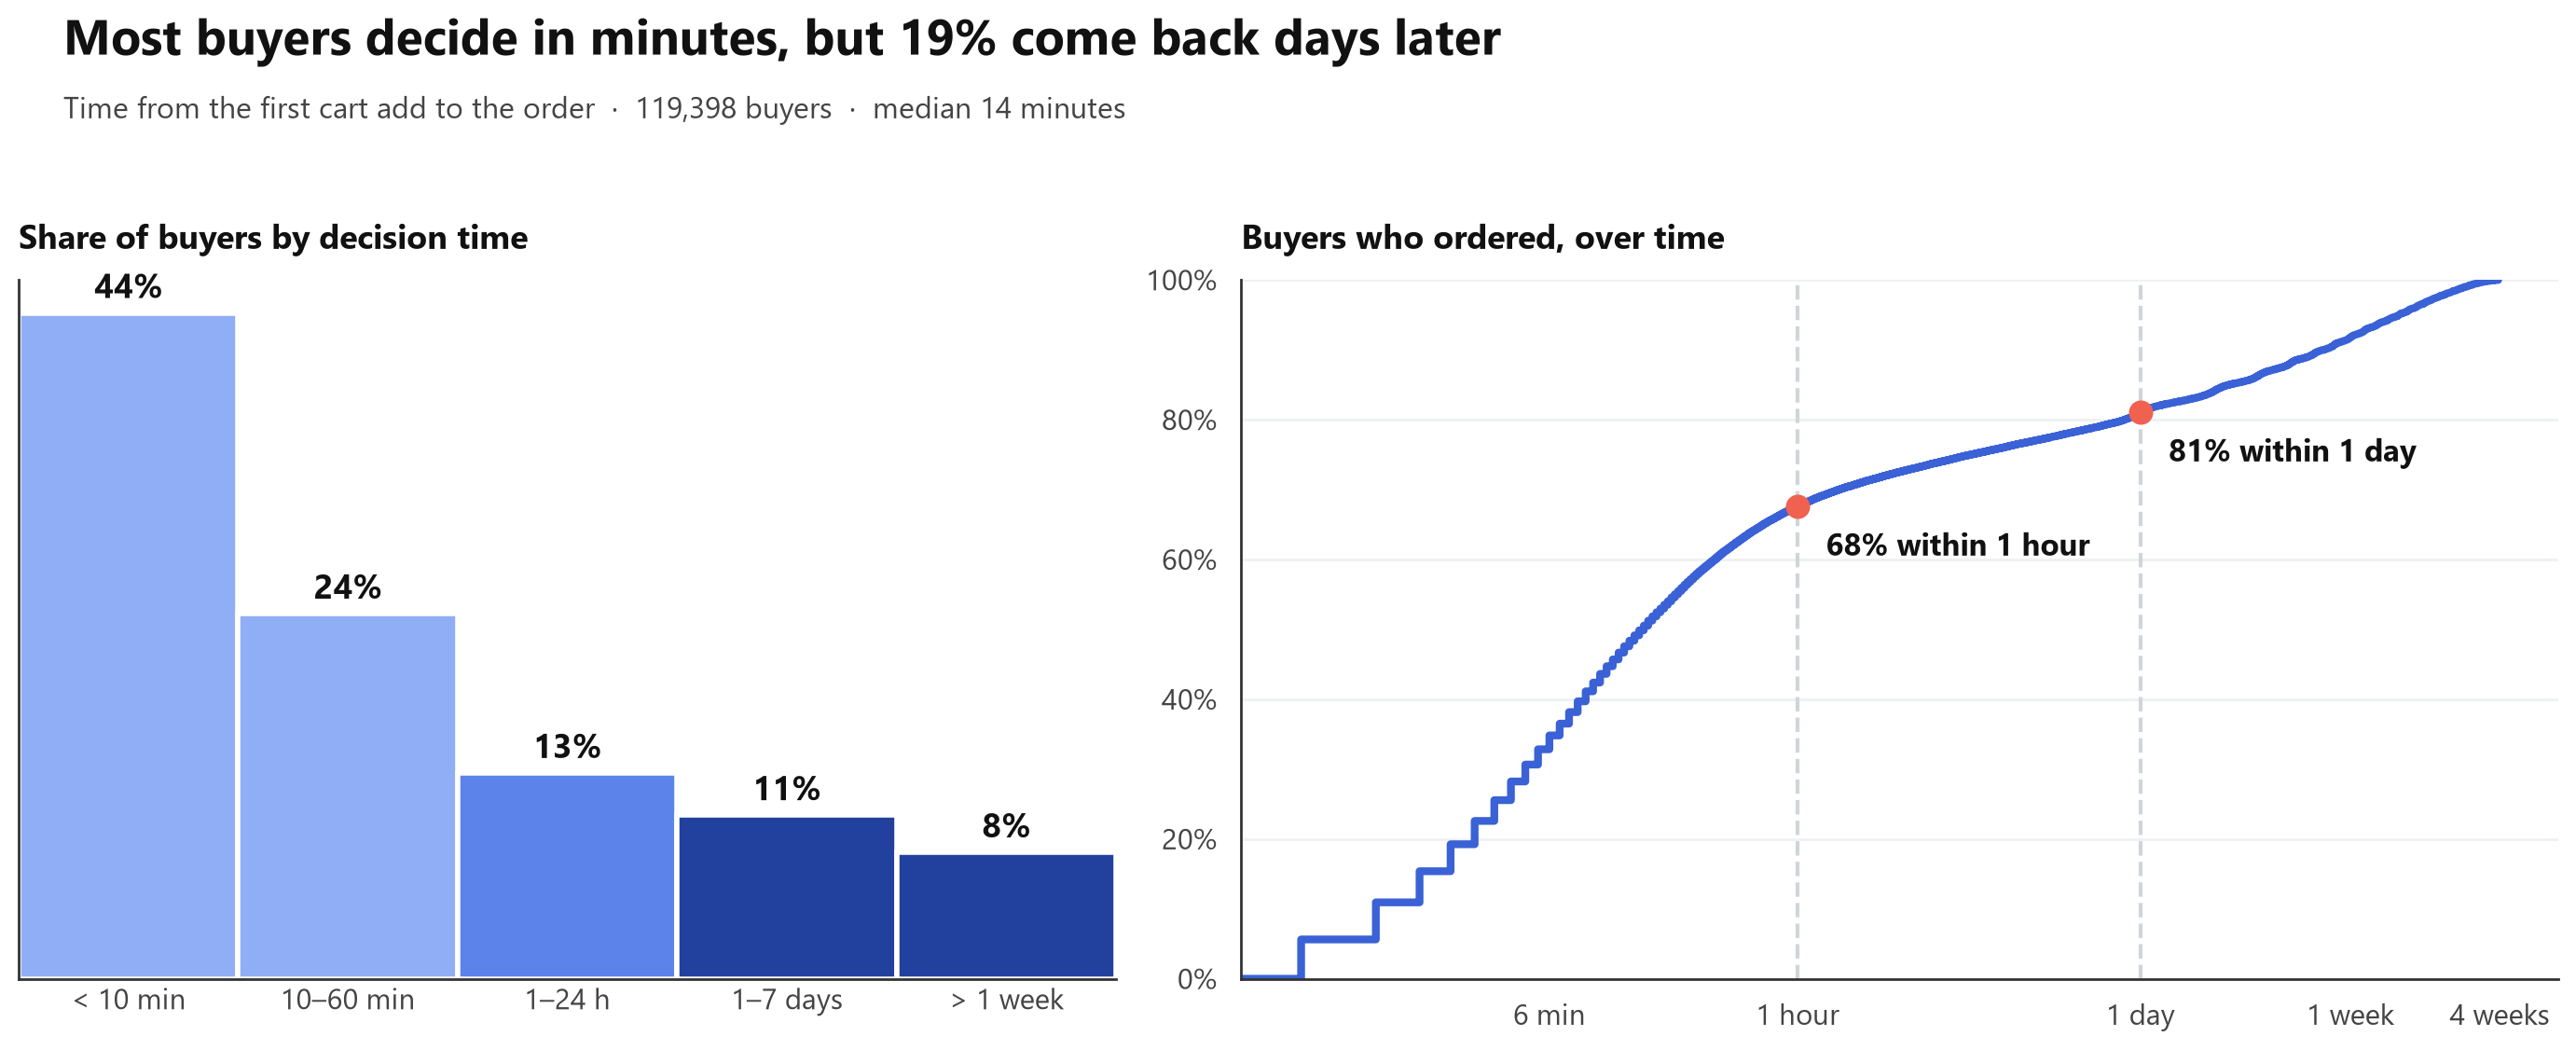 Most buyers decide in minutes, but 19% come back days later
Time from the first cart add to the order · 119,398 buyers · median 14 minutes
Share of buyers by decision time
44%
24%
13%
11%
8%
< 10 min
10–60 min
1–24 h
1–7 days
> 1 week
Buyers who ordered, over time
100%
80%
60%
40%
20%
0%
81% within 1 day
68% within 1 hour
6 min
1 hour
1 day
1 week
4 weeks